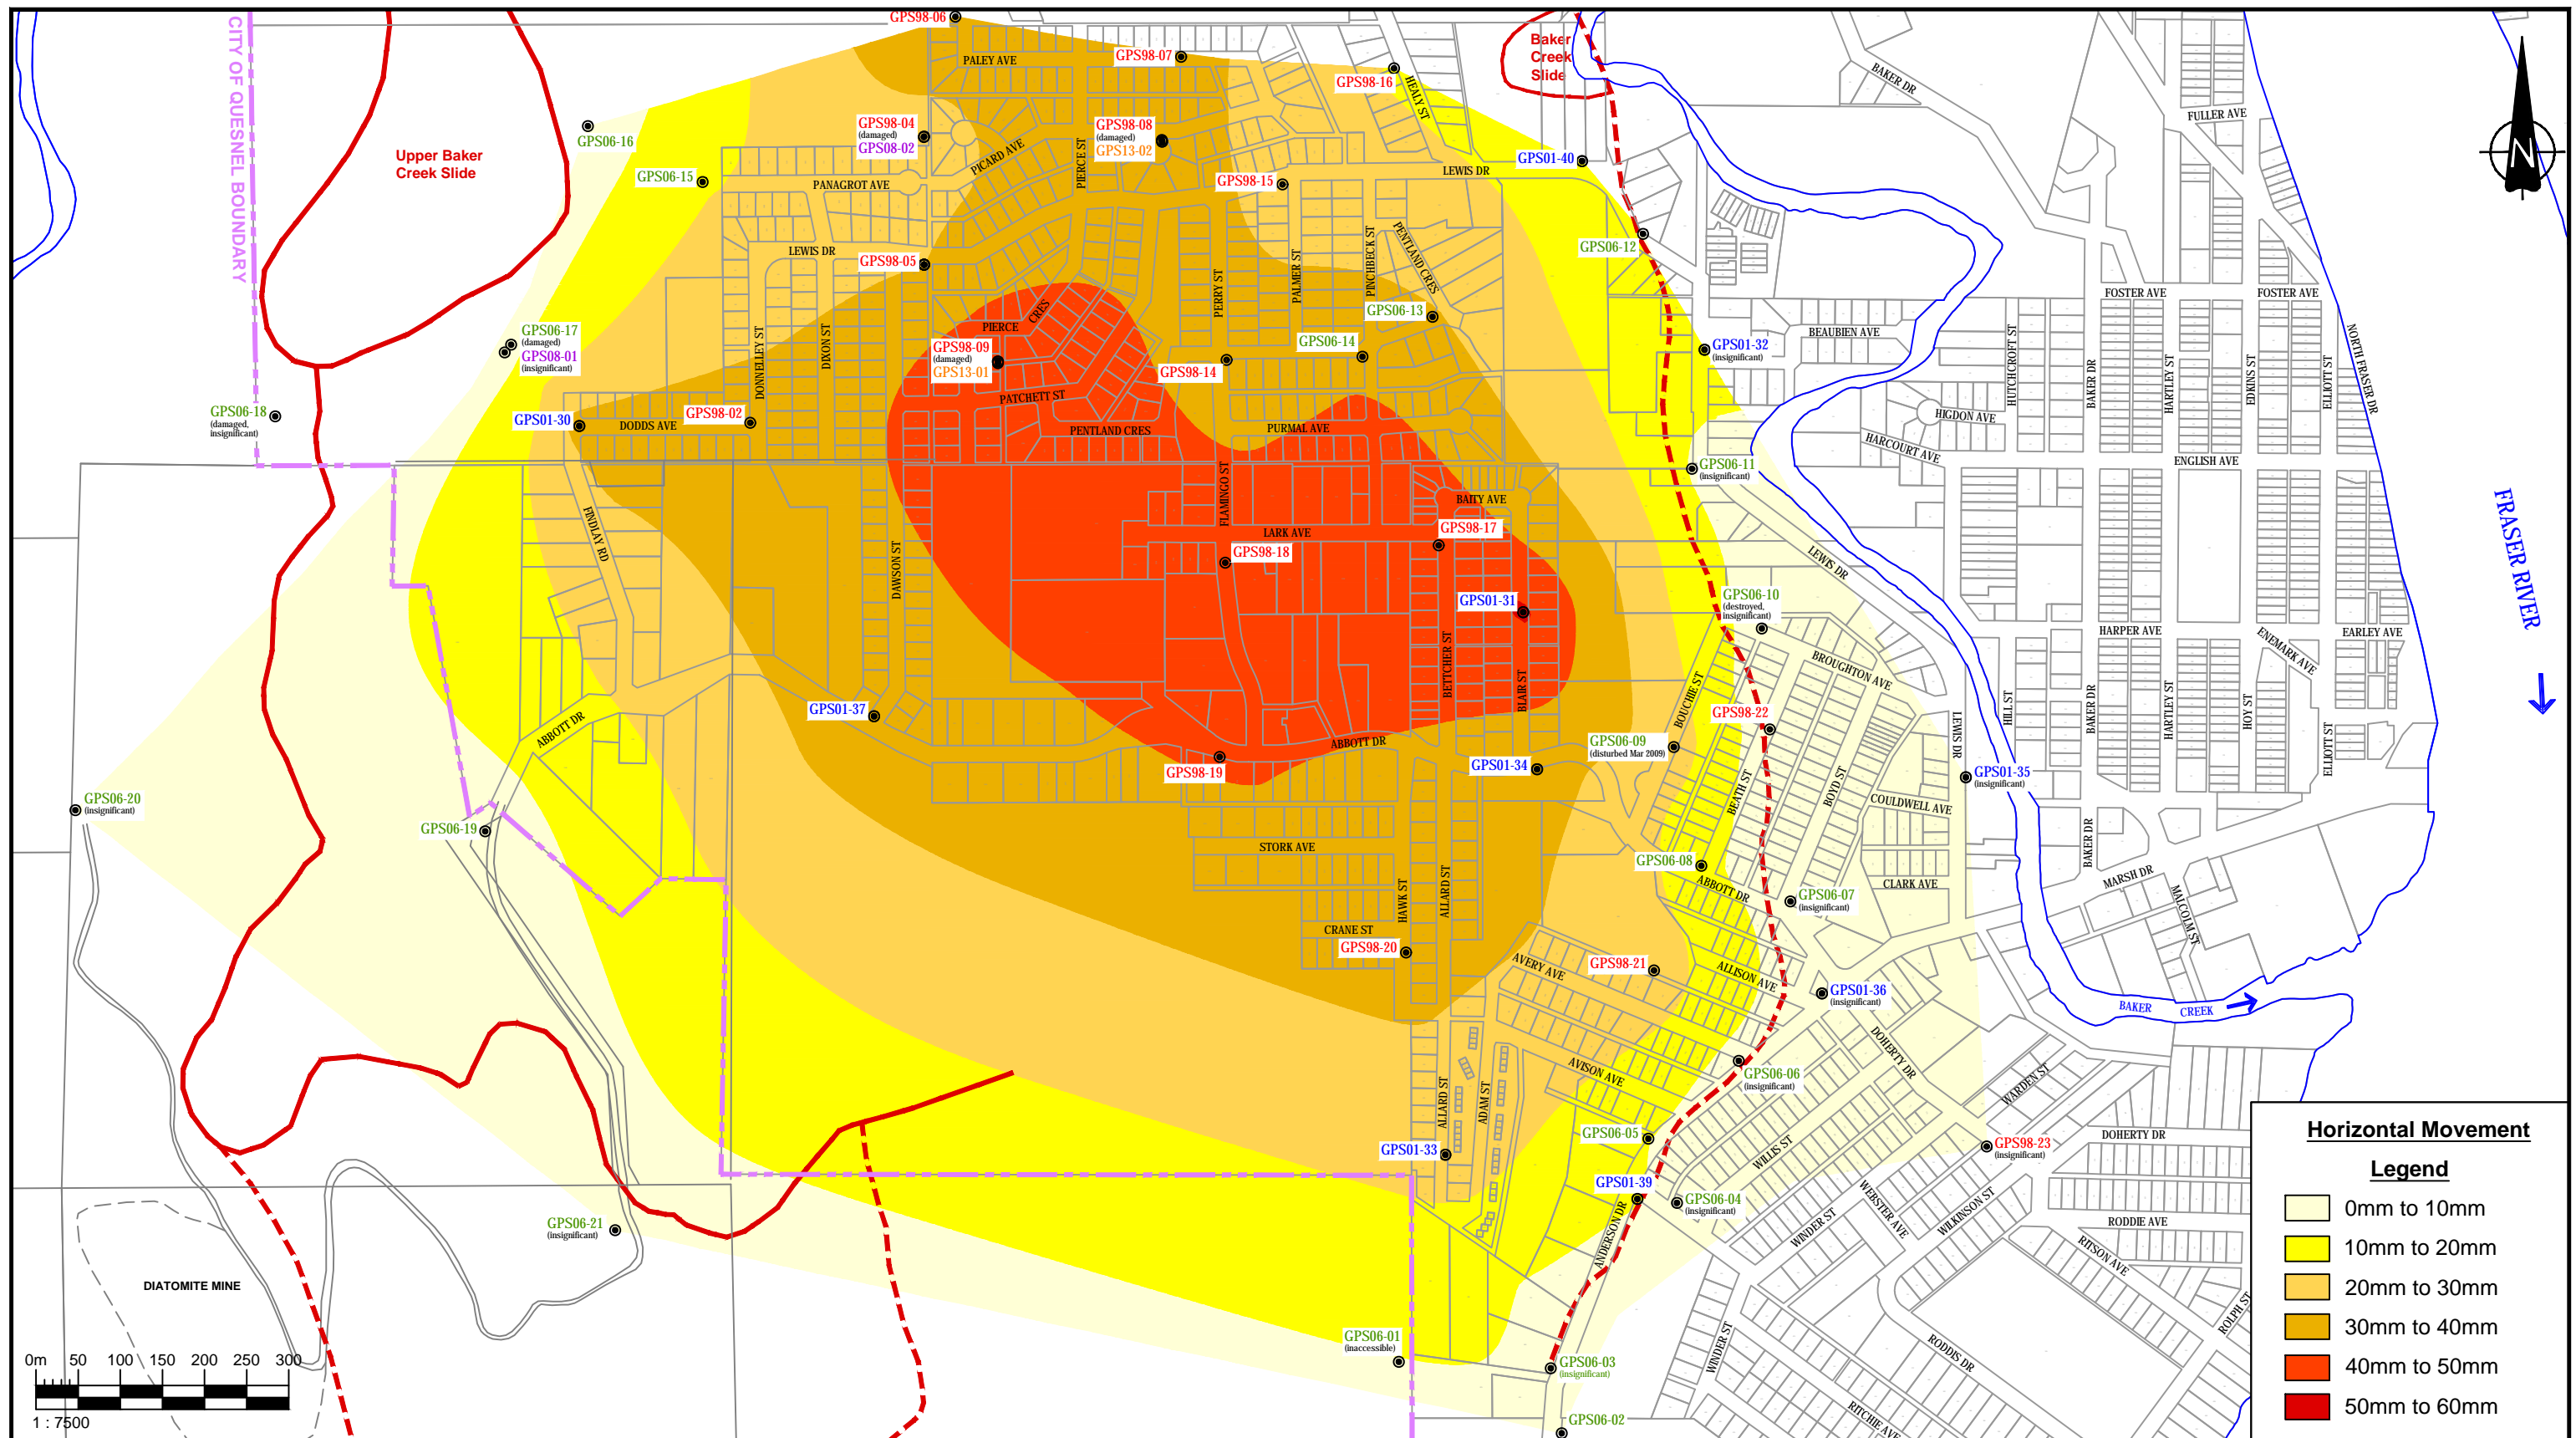 GPS98-06
CITY OF QUESNEL BOUNDARY
Baker
Creek
Slide
GPS98-07
PALEY AVE
GPS98-16
HEALY ST
BAKER DR
FULLER AVE
N
GPS06-16
Upper Baker
Creek Slide
GPS98-04
(damaged)
GPS08-02
GPS98-08
(damaged)
GPS13-02
PICARD AVE
PIERCE ST
GPS01-40
LEWIS DR
GPS06-15
PANAGROT AVE
GPS98-15
GPS06-12
LEWIS DR
GPS98-05
PERRY ST
PALMER ST
PINCHBECK ST
PENTLAND CRES
FOSTER AVE
FOSTER AVE
GPS06-13
GPS06-17
(damaged)
GPS08-01
(insignificant)
DONNELLEY ST
DIXON ST
PIERCE
CRES
GPS98-09
(damaged)
GPS13-01
GPS98-14
GPS06-14
GPS01-32
(insignificant)
BEAUBIEN AVE
HUTCHCROFT ST
BAKER DR
HARTLEY ST
EDKINS ST
ELLIOTT ST
NORTH FRASER DR
PATCHETT ST
GPS06-18
(damaged,
insignificant)
GPS01-30
DODDS AVE
GPS98-02
PENTLAND CRES
PURMAL AVE
HIGDON AVE
HARCOURT AVE
ENGLISH AVE
GPS06-11
(insignificant)
FRASER RIVER
FINDLAY RD
DAWSON ST
FLAMINGO ST
BAITY AVE
LARK AVE
GPS98-17
GPS98-18
LEWIS DR
GPS01-31
GPS06-10
(destroyed,
insignificant)
BETTCHER ST
BLAIR ST
BROUGHTON AVE
HARPER AVE
ENEMARK AVE
EARLEY AVE
GPS01-37
ABBOTT DR
ABBOTT DR
BOUCHIE ST
GPS98-22
LEWIS DR
HILL ST
BAKER DR
HARTLEY ST
HOY ST
ELLIOTT ST
GPS06-09
(disturbed Mar 2009)
GPS98-19
GPS01-34
GPS01-35
(insignificant)
GPS06-20
(insignificant)
GPS06-19
BEATH ST
BOYD ST
COULDWELL AVE
STORK AVE
GPS06-08
ABBOTT DR
BAKER DR
MARSH DR
CLARK AVE
GPS06-07
(insignificant)
HAWK ST
ALLARD ST
MALCOLM ST
CRANE ST
GPS98-20
AVERY AVE
GPS98-21
ALLISON AVE
GPS01-36
(insignificant)
BAKER
CREEK
DOHERTY DR
AVISON AVE
GPS06-06
(insignificant)
WARDEN ST
ALLARD ST
ADAM ST
GPS06-05
GPS01-33
WILLIS ST
GPS98-23
(insignificant)
DOHERTY DR
GPS01-39
GPS06-04
(insignificant)
WEBSTER AVE
WILKINSON ST
WINDER ST
RODDIE AVE
GPS06-21
(insignificant)
ANDERSON DR
RITSON AVE
DIATOMITE MINE
ROLPH ST
WINDER ST
RODDIS DR
GPS06-01
(inaccessible)
GPS06-03
(insignificant)
RITCHIE AVE
GPS06-02
0m 50 100 150 200 250 300
1 : 7500
Horizontal Movement
Legend
0mm to 10mm
10mm to 20mm
20mm to 30mm
30mm to 40mm
40mm to 50mm
50mm to 60mm